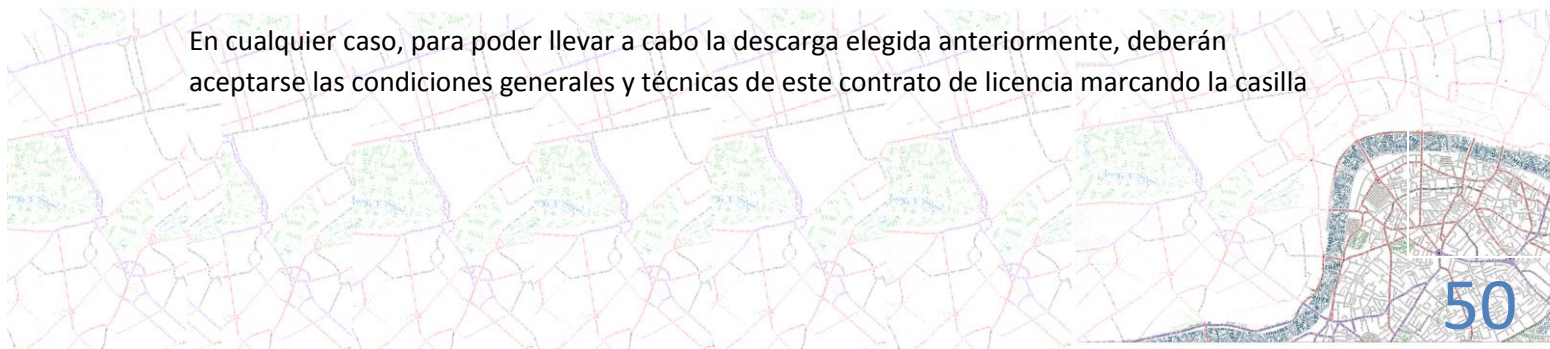 En cualquier caso, para poder llevar a cabo la descarga elegida anteriormente, deberán
aceptarse las condiciones generales y técnicas de este contrato de licencia marcando la casilla
50